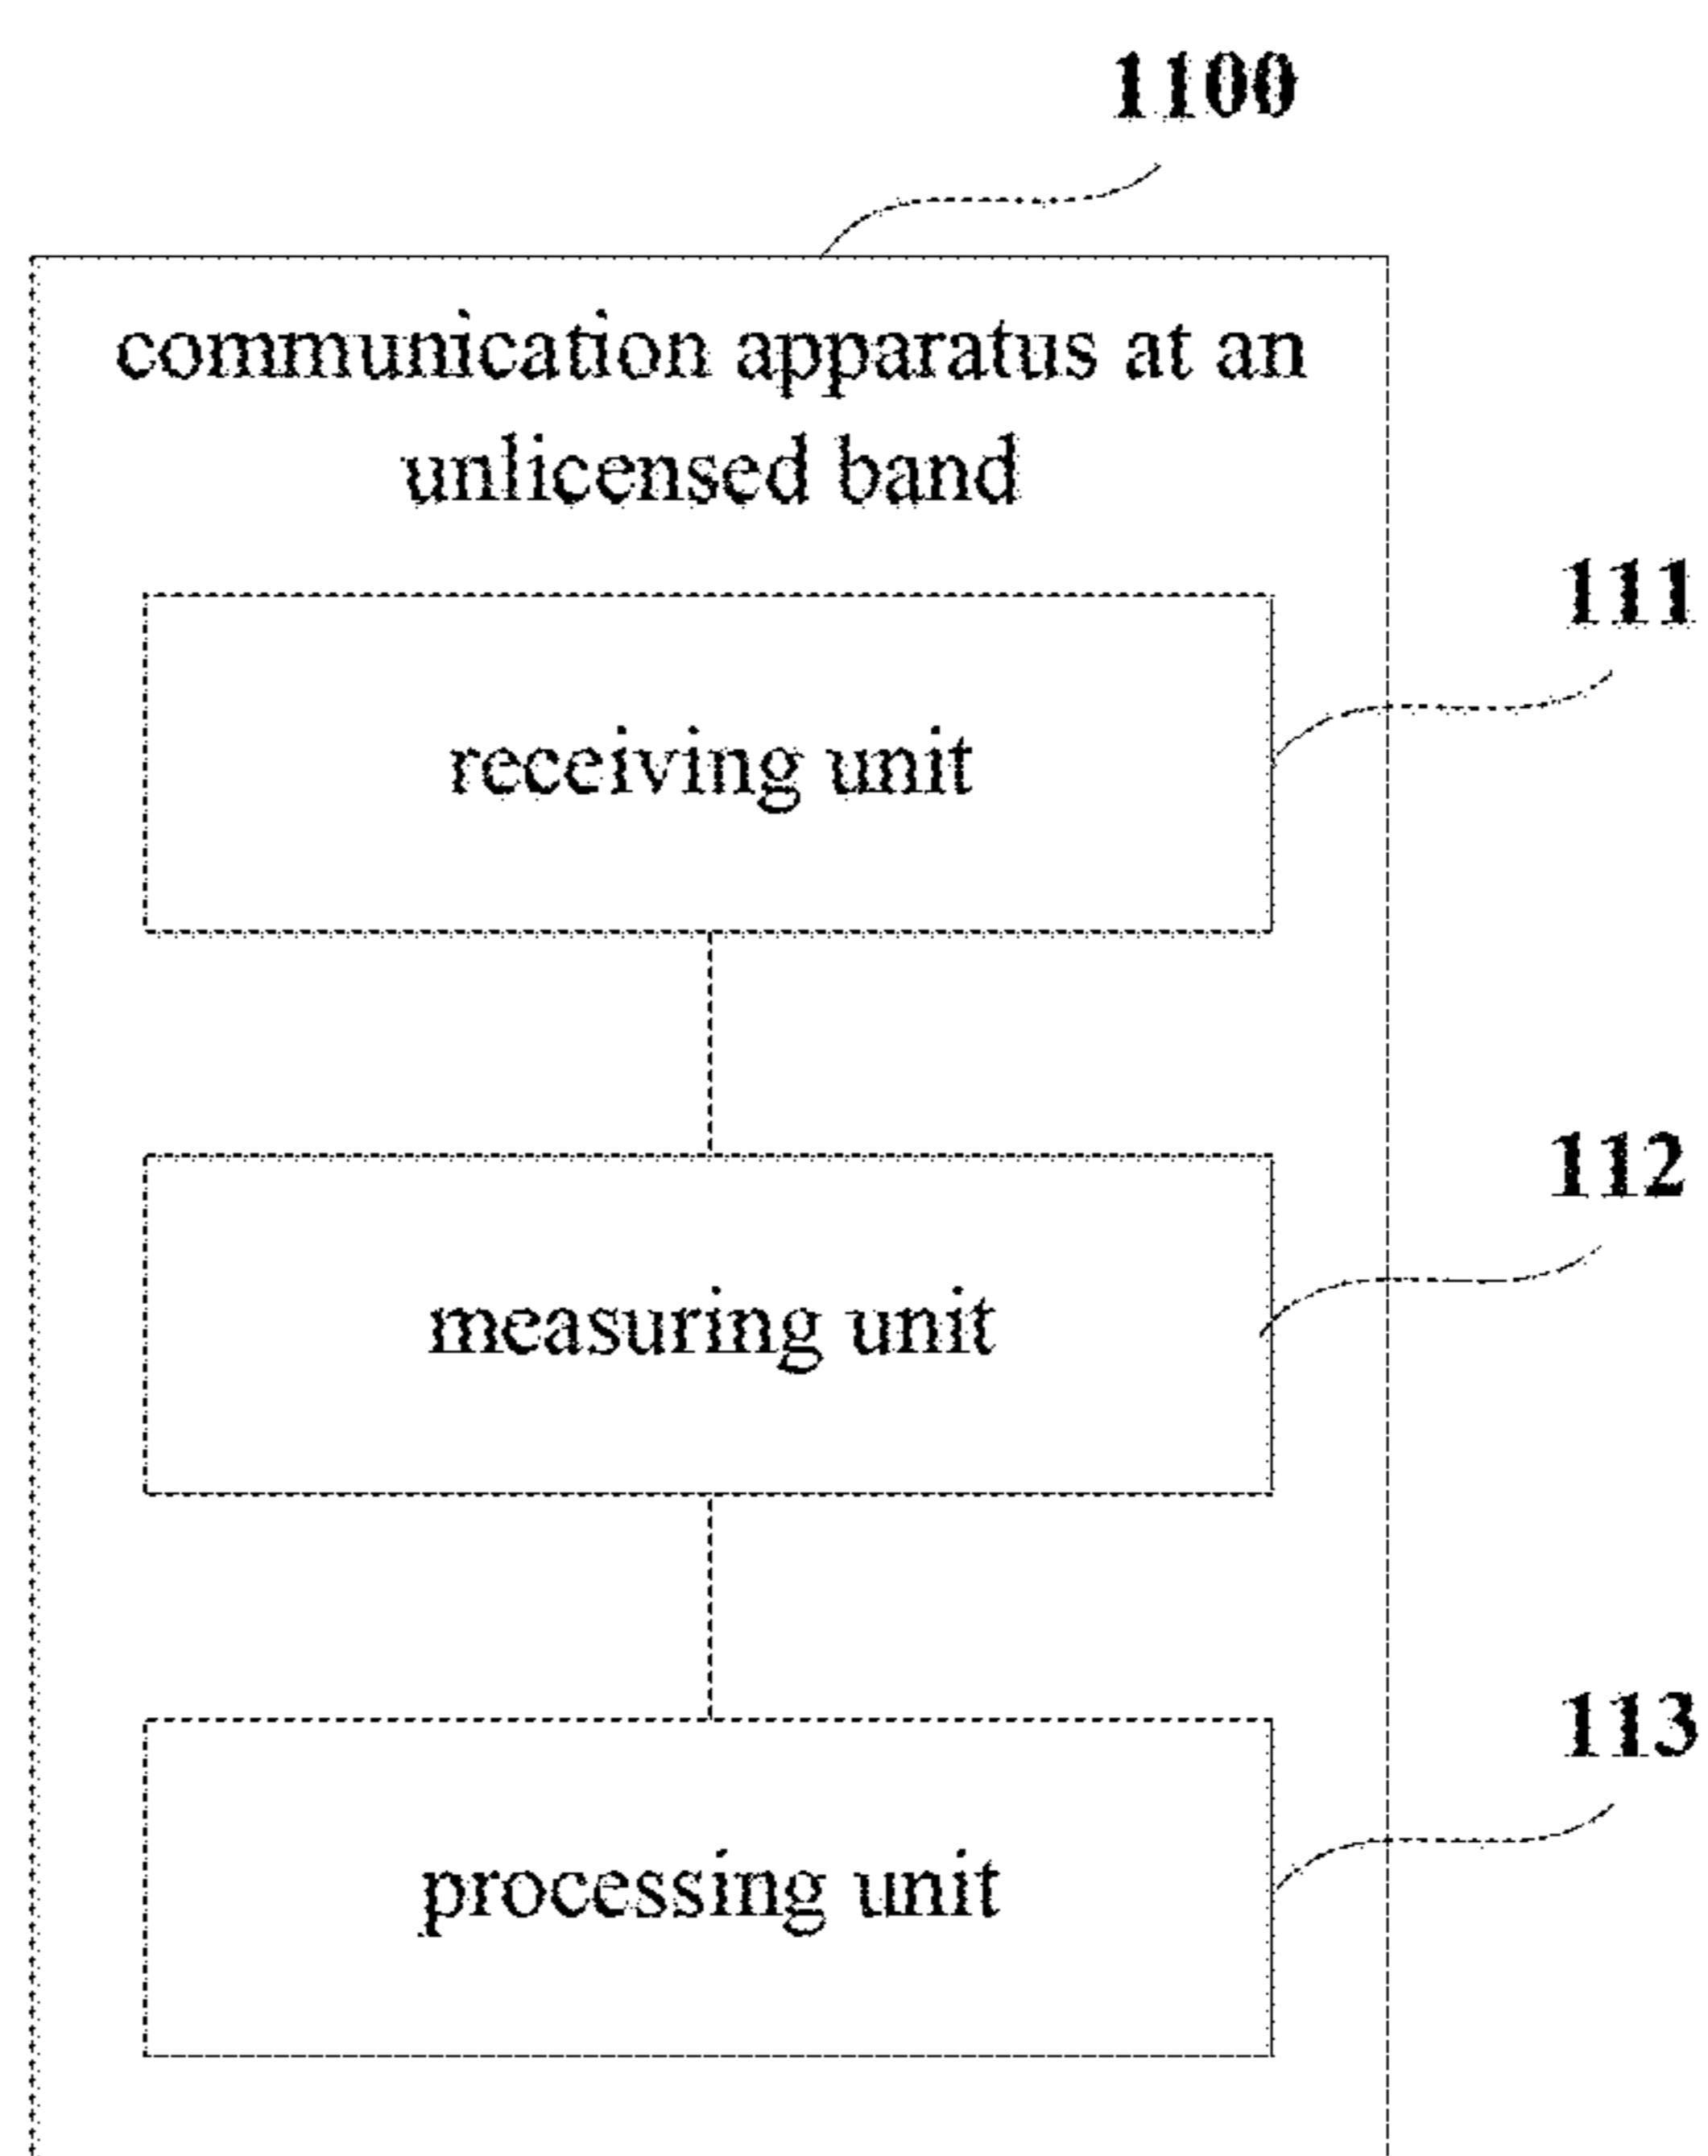 1100
communication apparatus at an
unlicensed band
111
receiving unit
112
measuring unit
113
processing unit